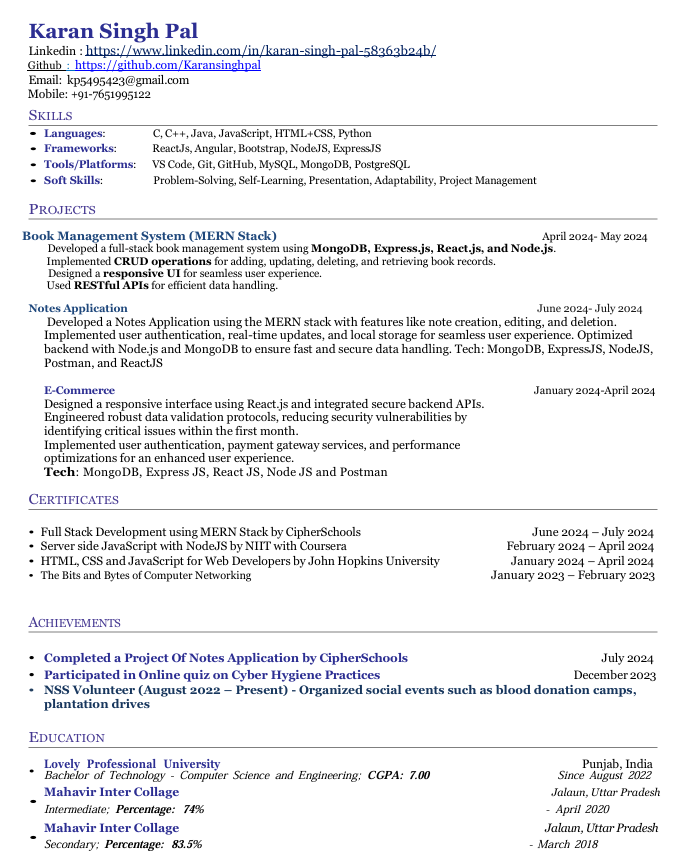 Karan Singh Pal
Linkedin : https://www.linkedin.com/in/karan-singh-pal-58363b24b/
Github : https://github.com/Karansinghpal
Email: kp5495423@gmail.com
Mobile: +91-7651995122
SKILLS
• Languages: C, C++, Java, JavaScript, HTML+CSS, Python
• Frameworks: ReactJs, Angular, Bootstrap, NodeJS, ExpressJS
• Tools/Platforms: VS Code, Git, GitHub, MySQL, MongoDB, PostgreSQL
• Soft Skills: Problem-Solving, Self-Learning, Presentation, Adaptability, Project Management
PROJECTS
Book Management System (MERN Stack) April 2024- May 2024
Developed a full-stack book management system using MongoDB, Express.js, React.js, and Node.js.
Implemented CRUD operations for adding, updating, deleting, and retrieving book records.
Designed a responsive UI for seamless user experience.
Used RESTful APIs for efficient data handling.
Notes Application June 2024- July 2024
Developed a Notes Application using the MERN stack with features like note creation, editing, and deletion.
Implemented user authentication, real-time updates, and local storage for seamless user experience. Optimized
backend with Node.js and MongoDB to ensure fast and secure data handling. Tech: MongoDB, ExpressJS, NodeJS,
Postman, and ReactJS
E-Commerce January 2024-April 2024
Designed a responsive interface using React.js and integrated secure backend APIs.
Engineered robust data validation protocols, reducing security vulnerabilities by
identifying critical issues within the first month.
Implemented user authentication, payment gateway services, and performance
optimizations for an enhanced user experience.
Tech: MongoDB, Express JS, React JS, Node JS and Postman
CERTIFICATES
• Full Stack Development using MERN Stack by CipherSchools June 2024 – July 2024
• Server side JavaScript with NodeJS by NIIT with Coursera February 2024 – April 2024
• HTML, CSS and JavaScript for Web Developers by John Hopkins University January 2024 – April 2024
• The Bits and Bytes of Computer Networking January 2023 – February 2023
ACHIEVEMENTS
• Completed a Project Of Notes Application by CipherSchools July 2024
• Participated in Online quiz on Cyber Hygiene Practices December 2023
• NSS Volunteer (August 2022 – Present) - Organized social events such as blood donation camps,
plantation drives
EDUCATION
• Lovely Professional University Punjab, India
Bachelor of Technology - Computer Science and Engineering; CGPA: 7.00 Since August 2022
• Mahavir Inter Collage Jalaun, Uttar Pradesh
Intermediate; Percentage: 74% - April 2020
• Mahavir Inter Collage Jalaun, Uttar Pradesh
Secondary; Percentage: 83.5% - March 2018